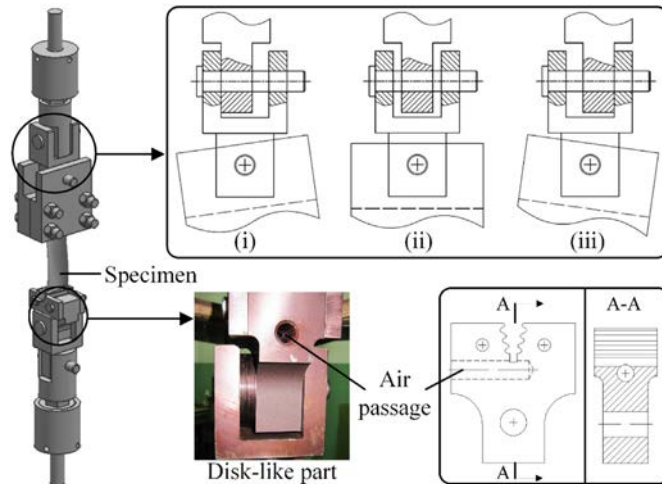 (i)
(ii)
(iii)
Specimen
Air
passage
Disk-like part
A
A
A-A